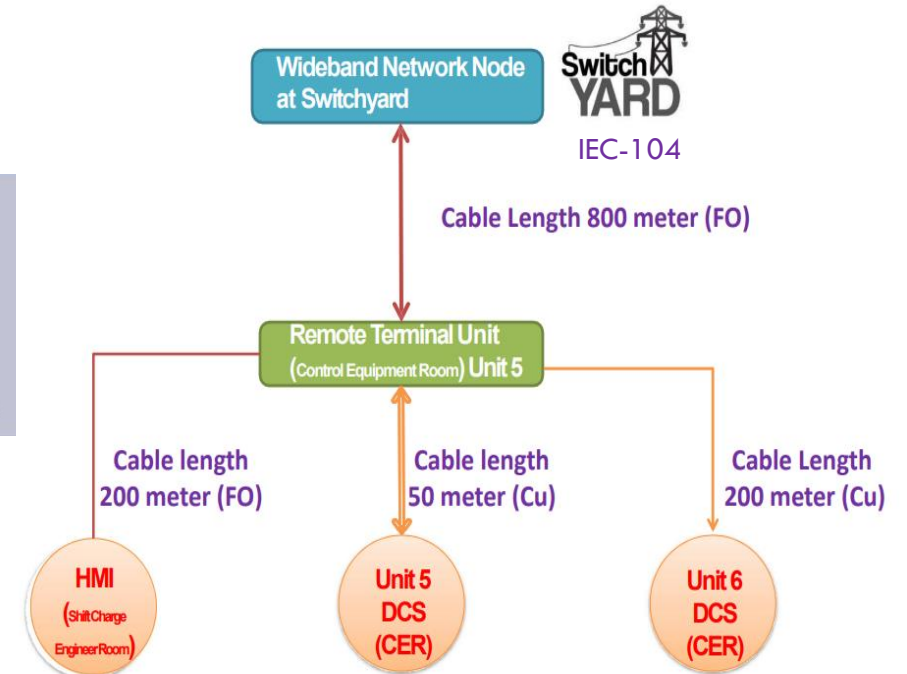 Wideband Network Node
at Switchyard
Switch
YARD
IEC-104
Cable Length 800 meter (FO)
Remote Terminal Unit
(Control Equipment Room) Unit 5
Cable length
200 meter (FO)
Cable length
50 meter (Cu)
Cable Length
200 meter (Cu)
HMI
(Shift Charge
Engineer Room)
Unit 5
DCS
(CER)
Unit 6
DCS
(CER)